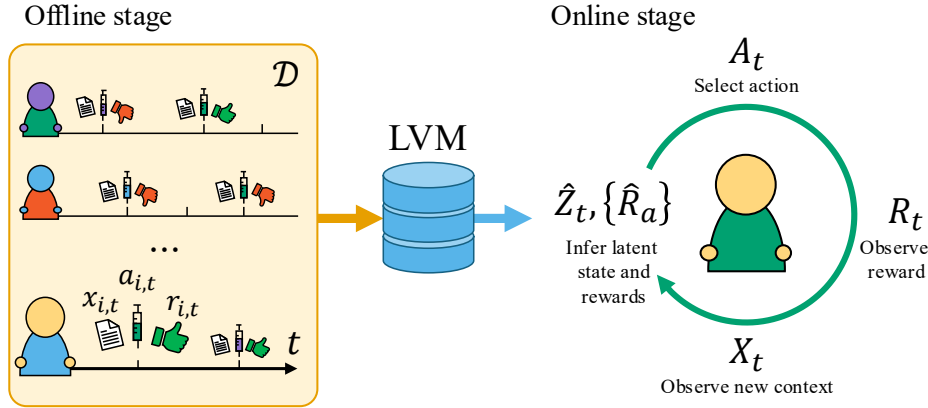 Offline stage
𝒟
...
a_{i,t}
x_{i,t}
r_{i,t}
t
LVM
Online stage
A_t
Select action
Ẑ_t, {R̂_a}
Infer latent
state and
rewards
R_t
Observe
reward
X_t
Observe new context